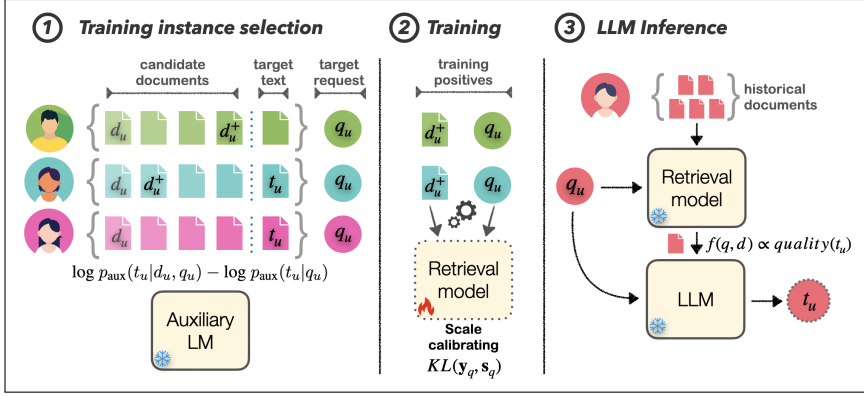 1 Training instance selection
candidate documents
target text
target request
d_u d_u^+ q_u
d_u d_u^+ t_u q_u
d_u t_u q_u
log p_aux(t_u|d_u, q_u) − log p_aux(t_u|q_u)
Auxiliary
LM
2 Training
training
positives
d_u^+ q_u
d_u^+ q_u
Retrieval
model
Scale
calibrating
KL(y_q, s_q)
3 LLM Inference
historical
documents
q_u
Retrieval
model
f(q, d) ∝ quality(t_u)
LLM
t_u